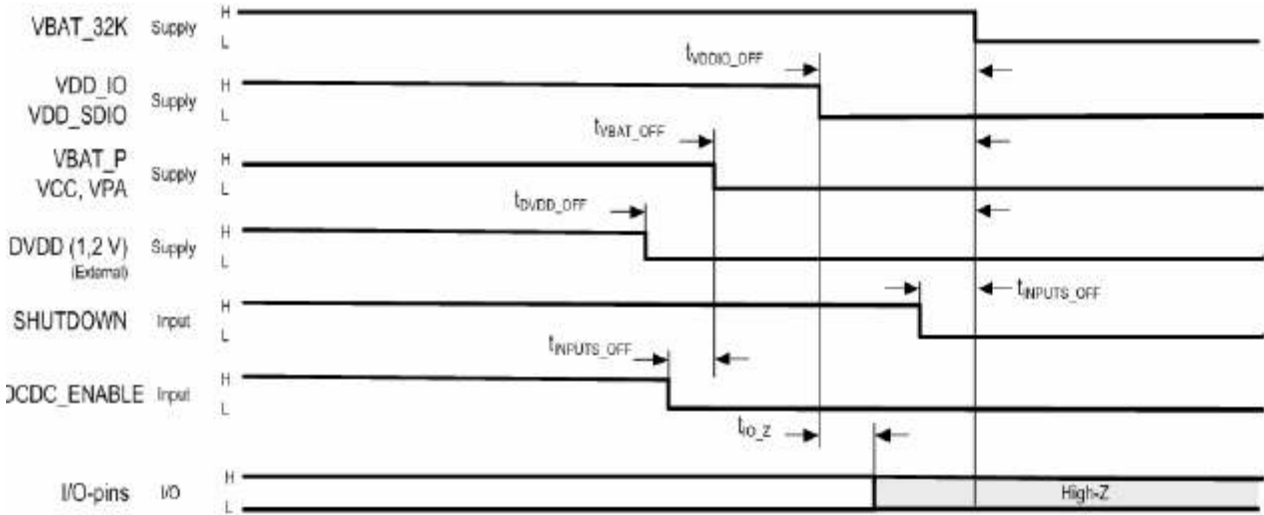 VBAT_32K Supply H
L
tVDDIO_OFF
VDD_IO
VDD_SDIO Supply H
L
tVBAT_OFF
VBAT_P
VCC, VPA Supply H
L
tDVDD_OFF
DVDD (1,2 V) Supply H
L
(External)
SHUTDOWN Input H
L
tINPUTS_OFF
tINPUTS_OFF
DCDC_ENABLE Input H
L
tIO_Z
I/O-pins I/O H
L
High-Z